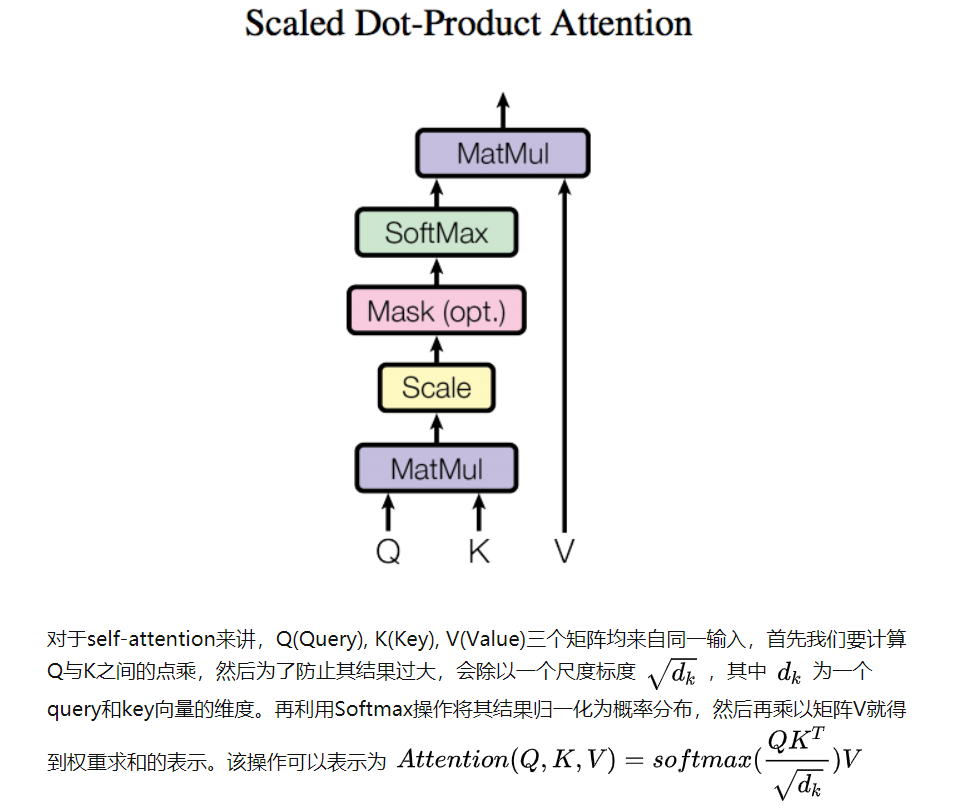 Scaled Dot-Product Attention
MatMul
SoftMax
Mask (opt.)
Scale
MatMul
Q K V
对于self-attention来讲，Q(Query), K(Key), V(Value)三个矩阵均来自同一输入，首先我们要计算
Q与K之间的点乘，然后为了防止其结果过大，会除以一个尺度标度 √d_k ，其中 d_k 为一个
query和key向量的维度。再利用Softmax操作将其结果归一化为概率分布，然后再乘以矩阵V就得
到权重求和的表示。该操作可以表示为 Attention(Q, K, V) = softmax(QK^T/√d_k)V